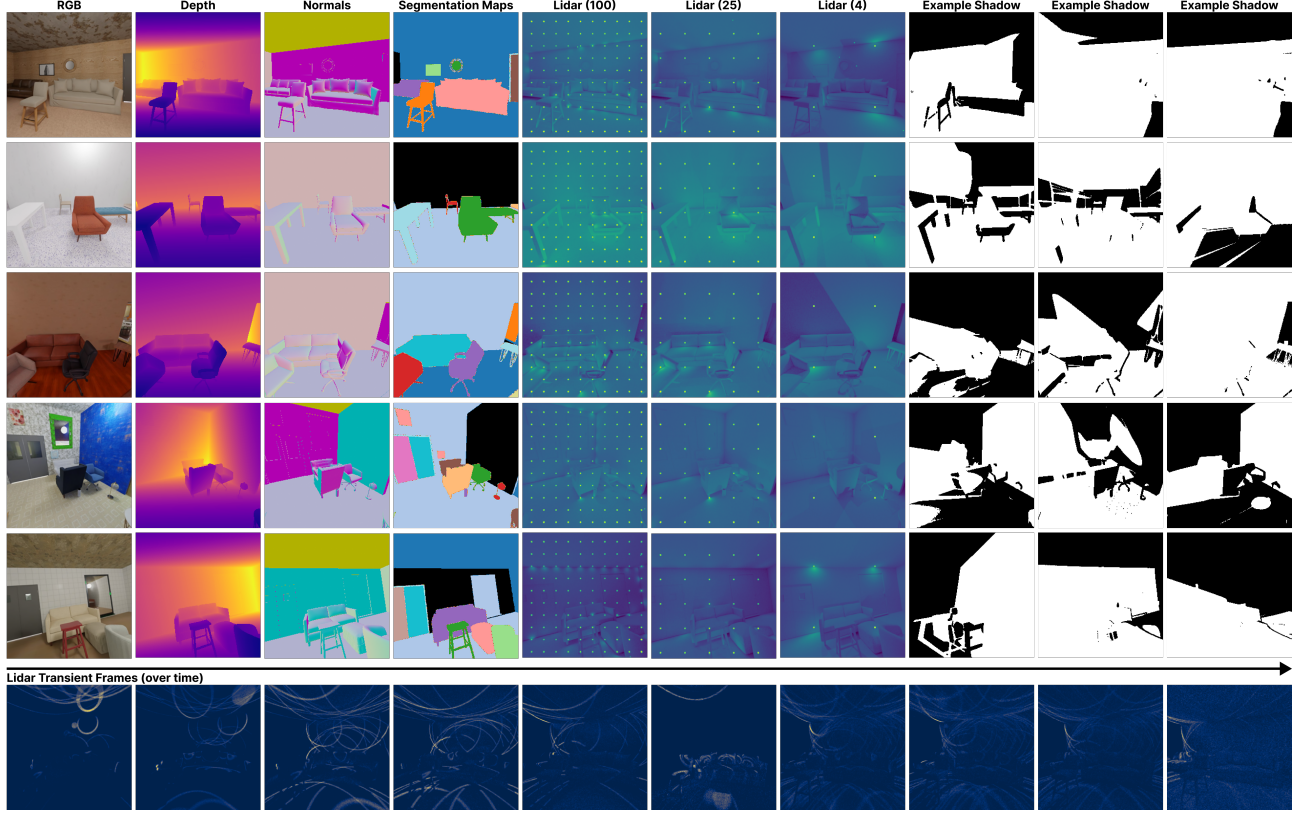 RGB Depth Normals Segmentation Maps Lidar (100) Lidar (25) Lidar (4) Example Shadow Example Shadow Example Shadow
Lidar Transient Frames (over time)